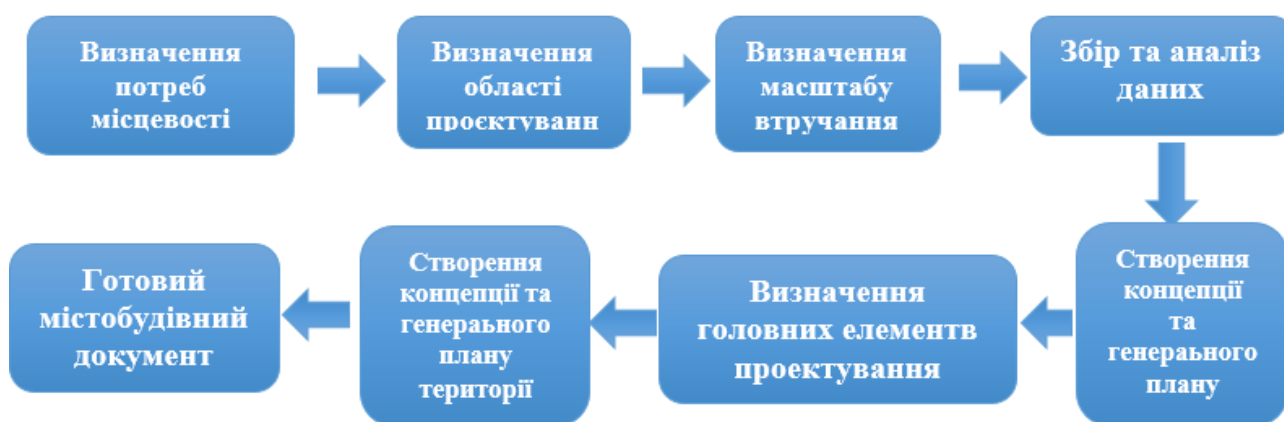 Визначення
потреб
місцевості
Визначення
області
проєктуванн
Визначення
масштабу
втручання
Збір та аналіз
даних
Створення
концепції
та
генераьного
плану
Визначення
головних елементв
проектування
Створення
концепції та
генераьного
плану
території
Готовий
містобудівний
документ